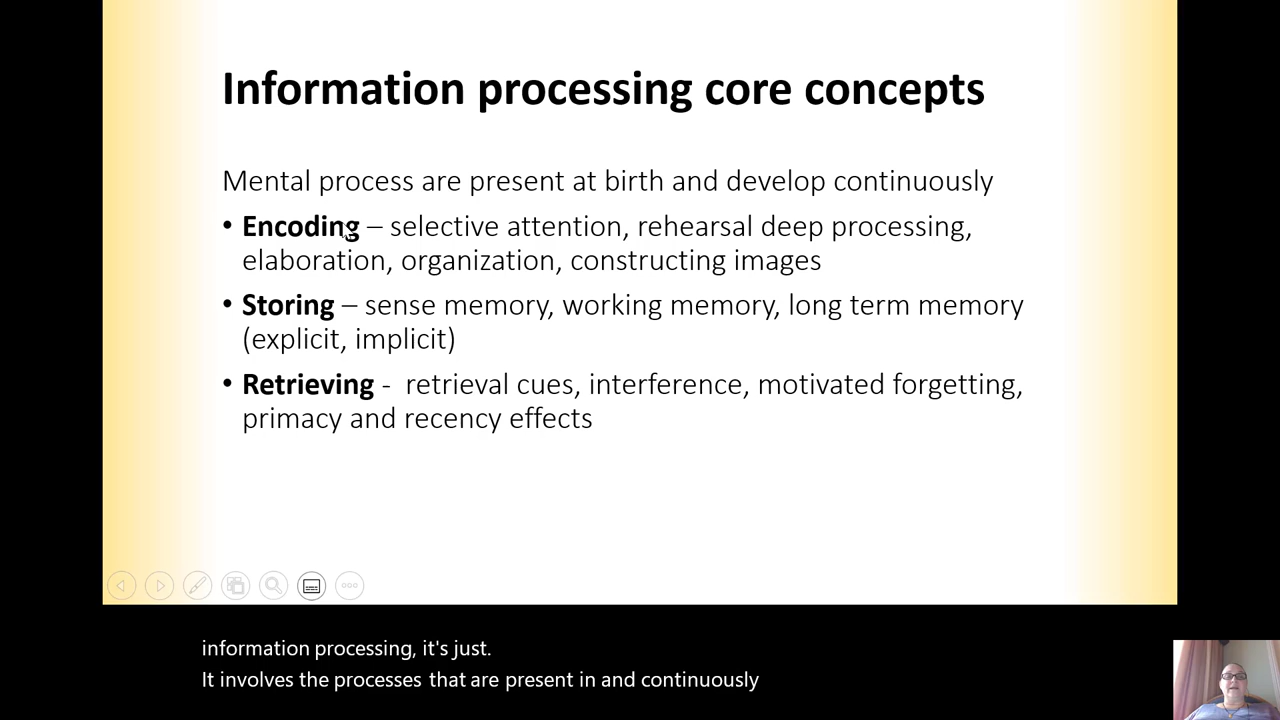 Information processing core concepts
Mental process are present at birth and develop continuously
• Encoding – selective attention, rehearsal deep processing,
elaboration, organization, constructing images
• Storing – sense memory, working memory, long term memory
(explicit, implicit)
• Retrieving - retrieval cues, interference, motivated forgetting,
primacy and recency effects
information processing, it's just.
It involves the processes that are present in and continuously